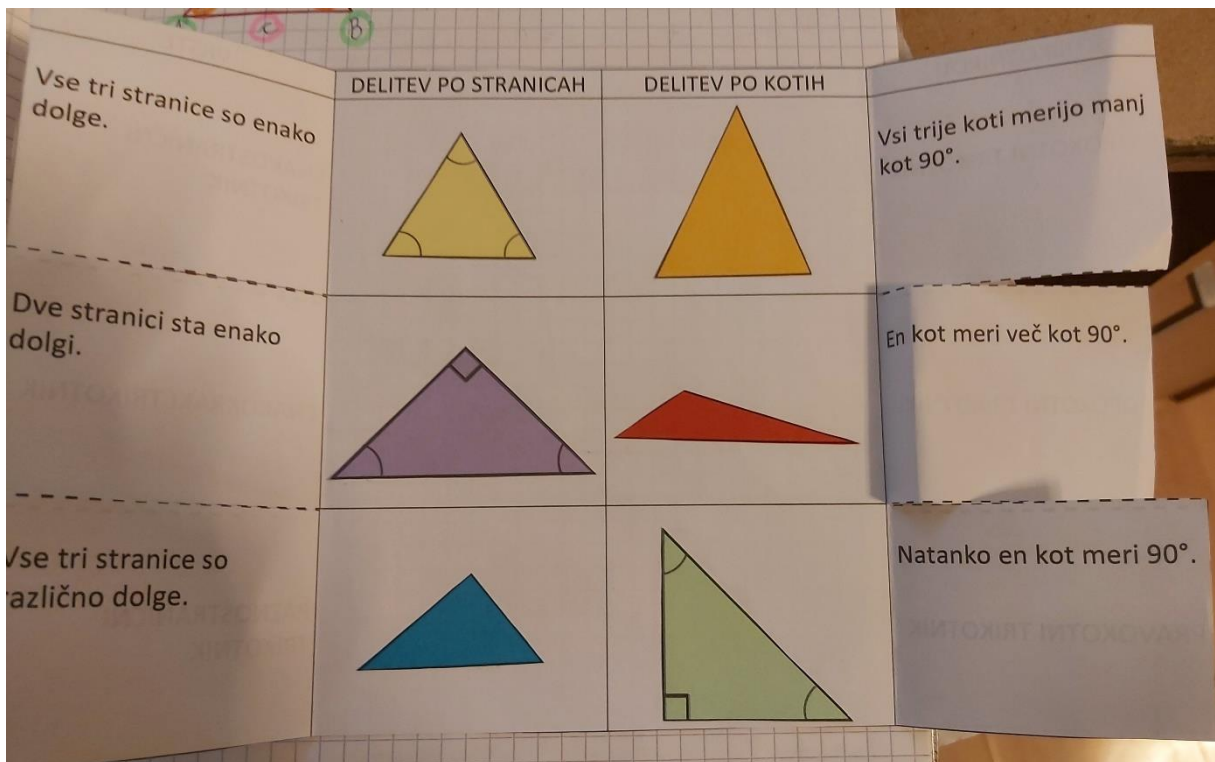 A C B
DELITEV PO STRANICAH
DELITEV PO KOTIH
Vse tri stranice so enako
dolge.
Vsi trije koti merijo manj
kot 90°.
Dve stranici sta enako
dolgi.
En kot meri več kot 90°.
Vse tri stranice so
različno dolge.
Natanko en kot meri 90°.